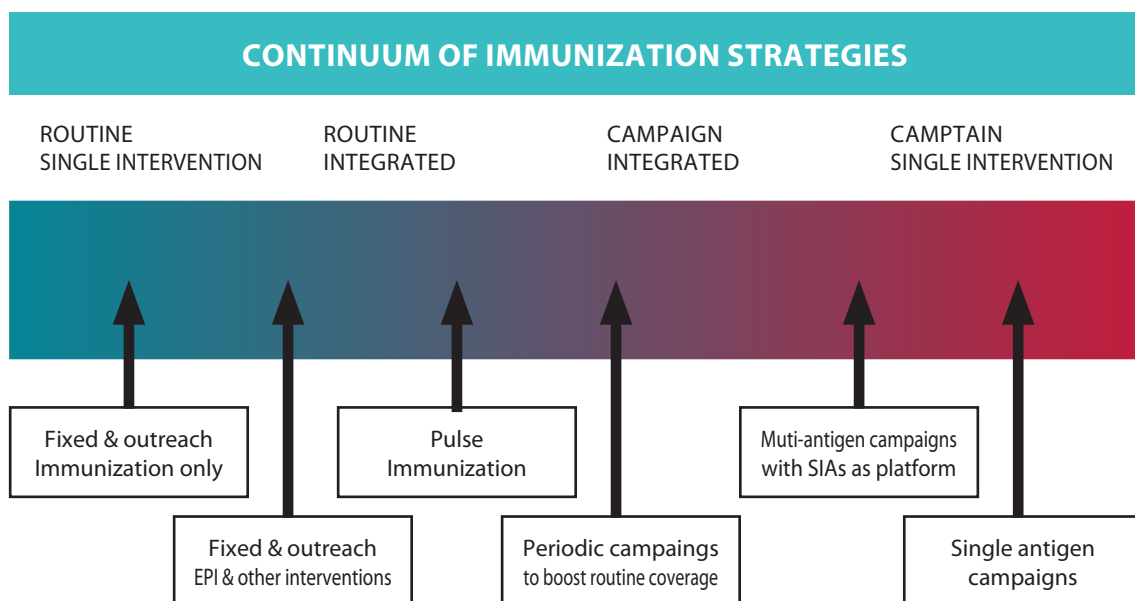 CONTINUUM OF IMMUNIZATION STRATEGIES
ROUTINE
SINGLE INTERVENTION
ROUTINE
INTEGRATED
CAMPAIGN
INTEGRATED
CAMPTAIN
SINGLE INTERVENTION
Fixed & outreach
Immunization only
Pulse
Immunization
Muti-antigen campaigns
with SIAs as platform
Fixed & outreach
EPI & other interventions
Periodic campaings
to boost routine coverage
Single antigen
campaigns